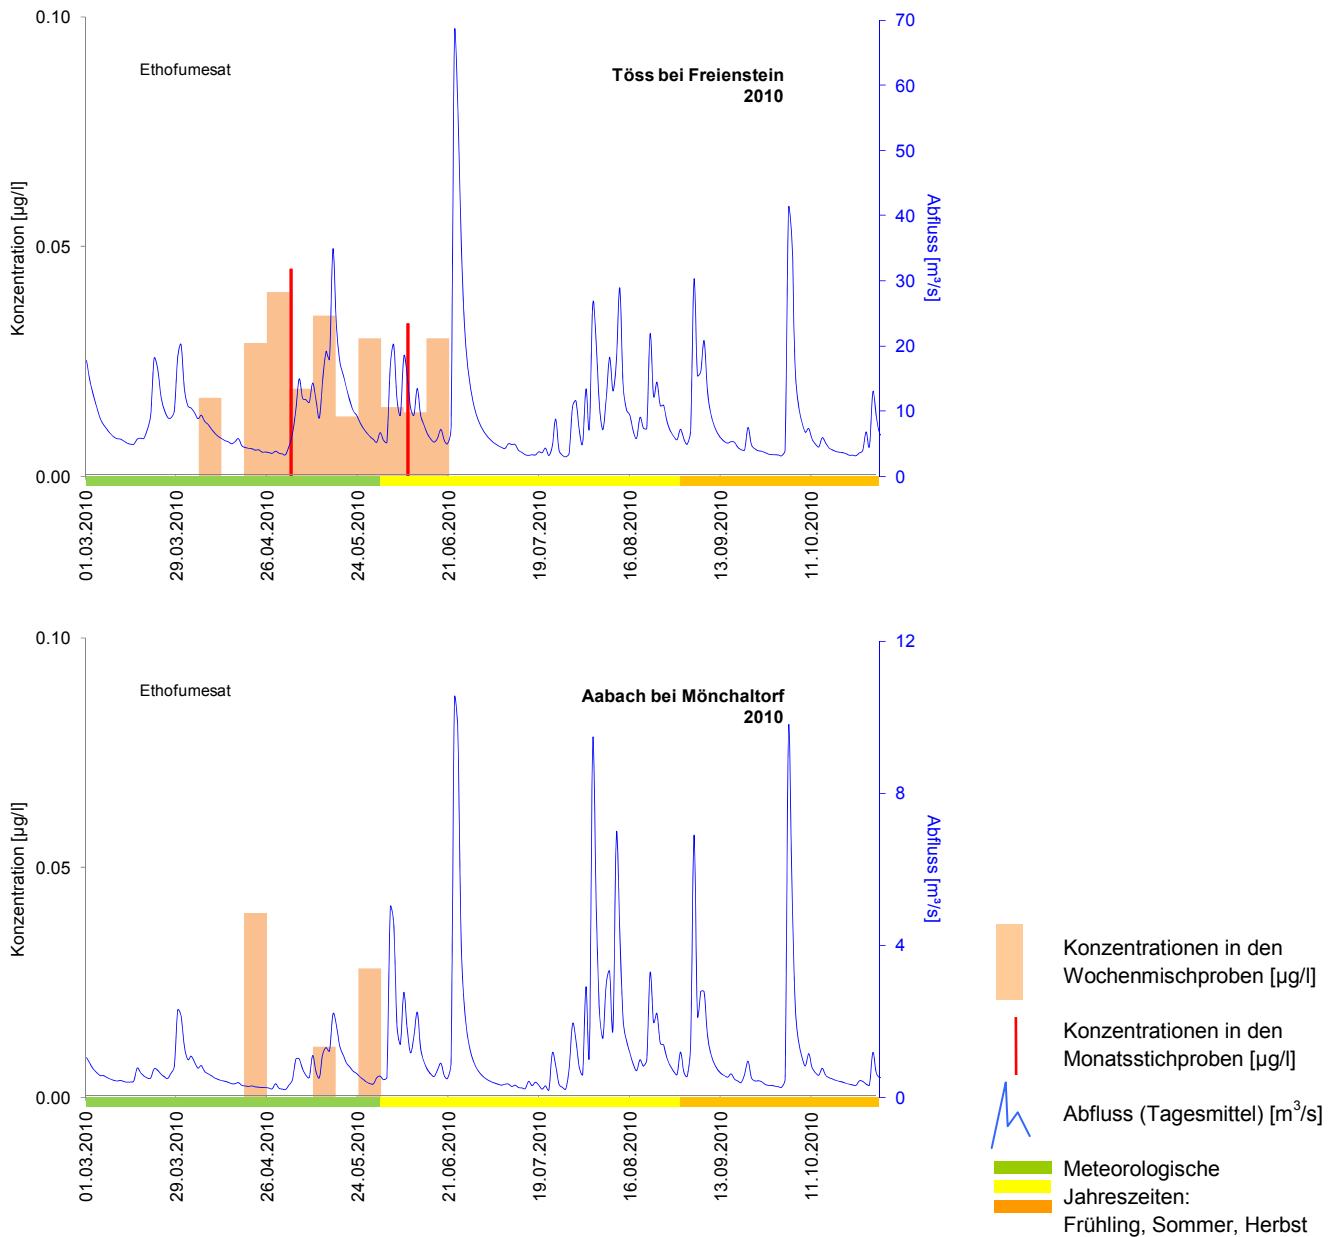 0.10
0.05
0.00
Konzentration [µg/l]
Ethofumesat
Töss bei Freienstein
2010
70
60
50
40
30
20
10
0
Abfluss [m³/s]
01.03.2010
29.03.2010
26.04.2010
24.05.2010
21.06.2010
19.07.2010
16.08.2010
13.09.2010
11.10.2010
0.10
0.05
0.00
Konzentration [µg/l]
Ethofumesat
Aabach bei Mönchaltorf
2010
12
8
4
0
Abfluss [m³/s]
01.03.2010
29.03.2010
26.04.2010
24.05.2010
21.06.2010
19.07.2010
16.08.2010
13.09.2010
11.10.2010
Konzentrationen in den
Wochenmischproben [µg/l]
Konzentrationen in den
Monatsstichproben [µg/l]
Abfluss (Tagesmittel) [m³/s]
Meteorologische
Jahreszeiten:
Frühling, Sommer, Herbst